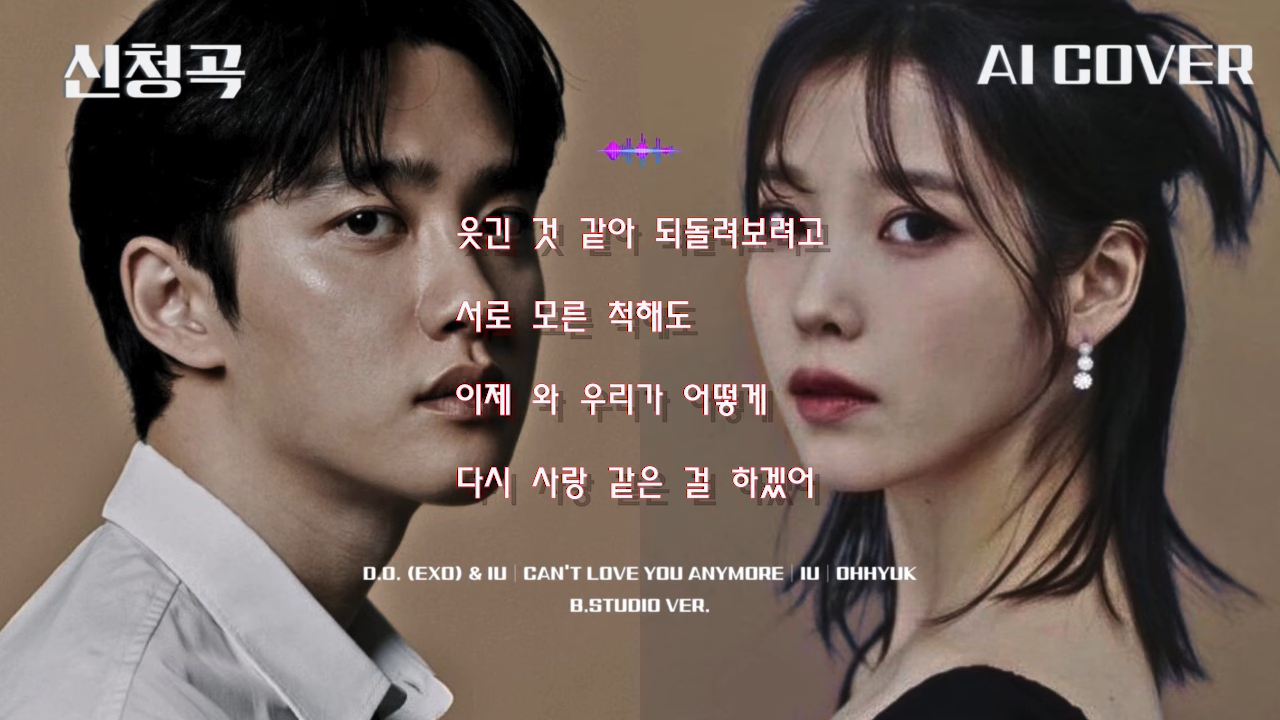 신청곡
AI COVER
웃긴 것 같아 되돌려보려고
서로 모른 척해도
이제 와 우리가 어떻게
다시 사랑 같은 걸 하겠어
D.O. (EXO) & IU | CAN'T LOVE YOU ANYMORE | IU | OHHYUK
B.STUDIO VER.